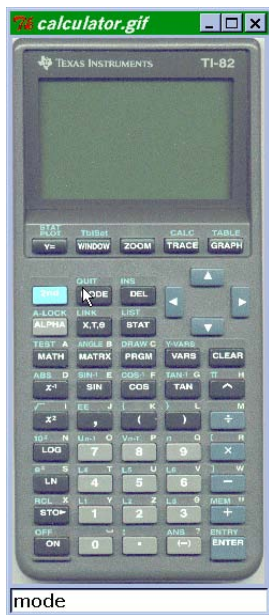 calculator.gif
TEXAS INSTRUMENTS TI-82
STAT PLOT TblSet CALC TABLE
Y= WINDOW ZOOM TRACE GRAPH
QUIT INS
2nd MODE DEL
A-LOCK LINK LIST
ALPHA X,T,θ STAT
TEST A ANGLE B DRAW C Y-VARS
MATH MATRX PRGM VARS CLEAR
ABS D SIN-1 E COS-1 F TAN-1 G π H
x-1 SIN COS TAN ^
√ I EE J { K } L M
x² , ( ) ÷
10ˣ N Un-1 O Vn-1 P n Q [ R
LOG 7 8 9 ×
eˣ S L4 T L5 U L6 V ] W
LN 4 5 6 −
RCL X L1 Y L2 Z L3 θ MEM "
STO▸ 1 2 3 +
OFF ANS ? ENTRY
ON 0 . (-) ENTER
mode